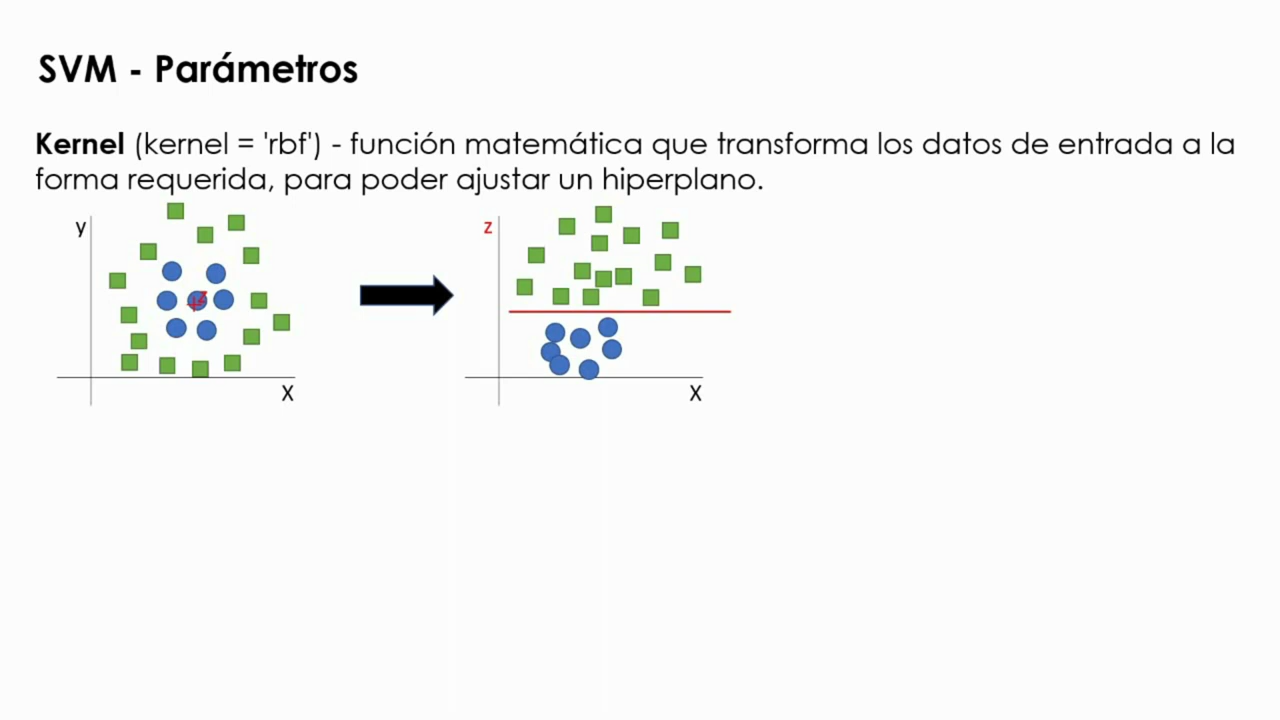 SVM - Parámetros
Kernel (kernel = 'rbf') - función matemática que transforma los datos de entrada a la
forma requerida, para poder ajustar un hiperplano.
y
X
z
X